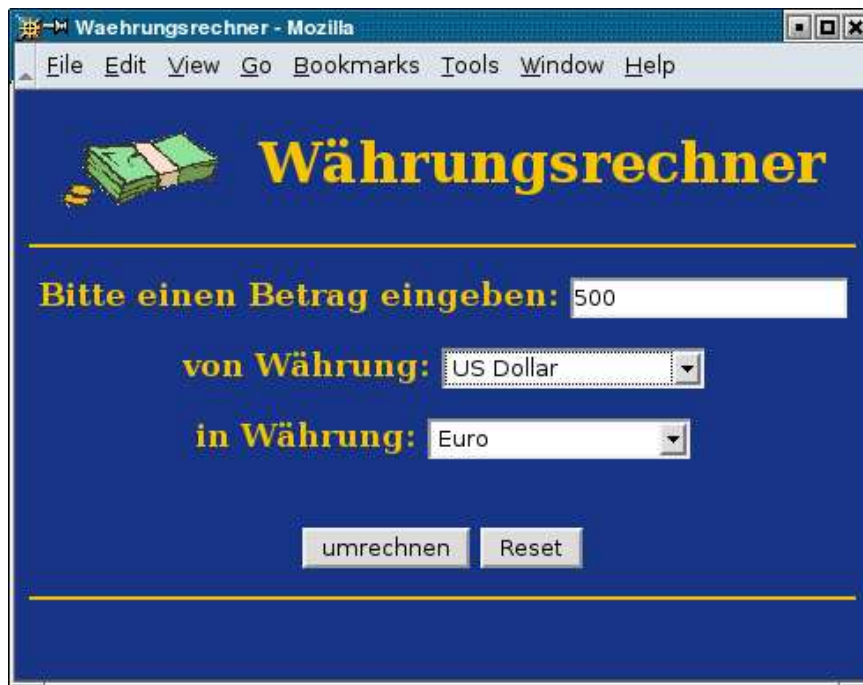 Waehrungsrechner - Mozilla
File Edit View Go Bookmarks Tools Window Help
Währungsrechner
Bitte einen Betrag eingeben: 500
von Währung: US Dollar
in Währung: Euro
umrechnen Reset